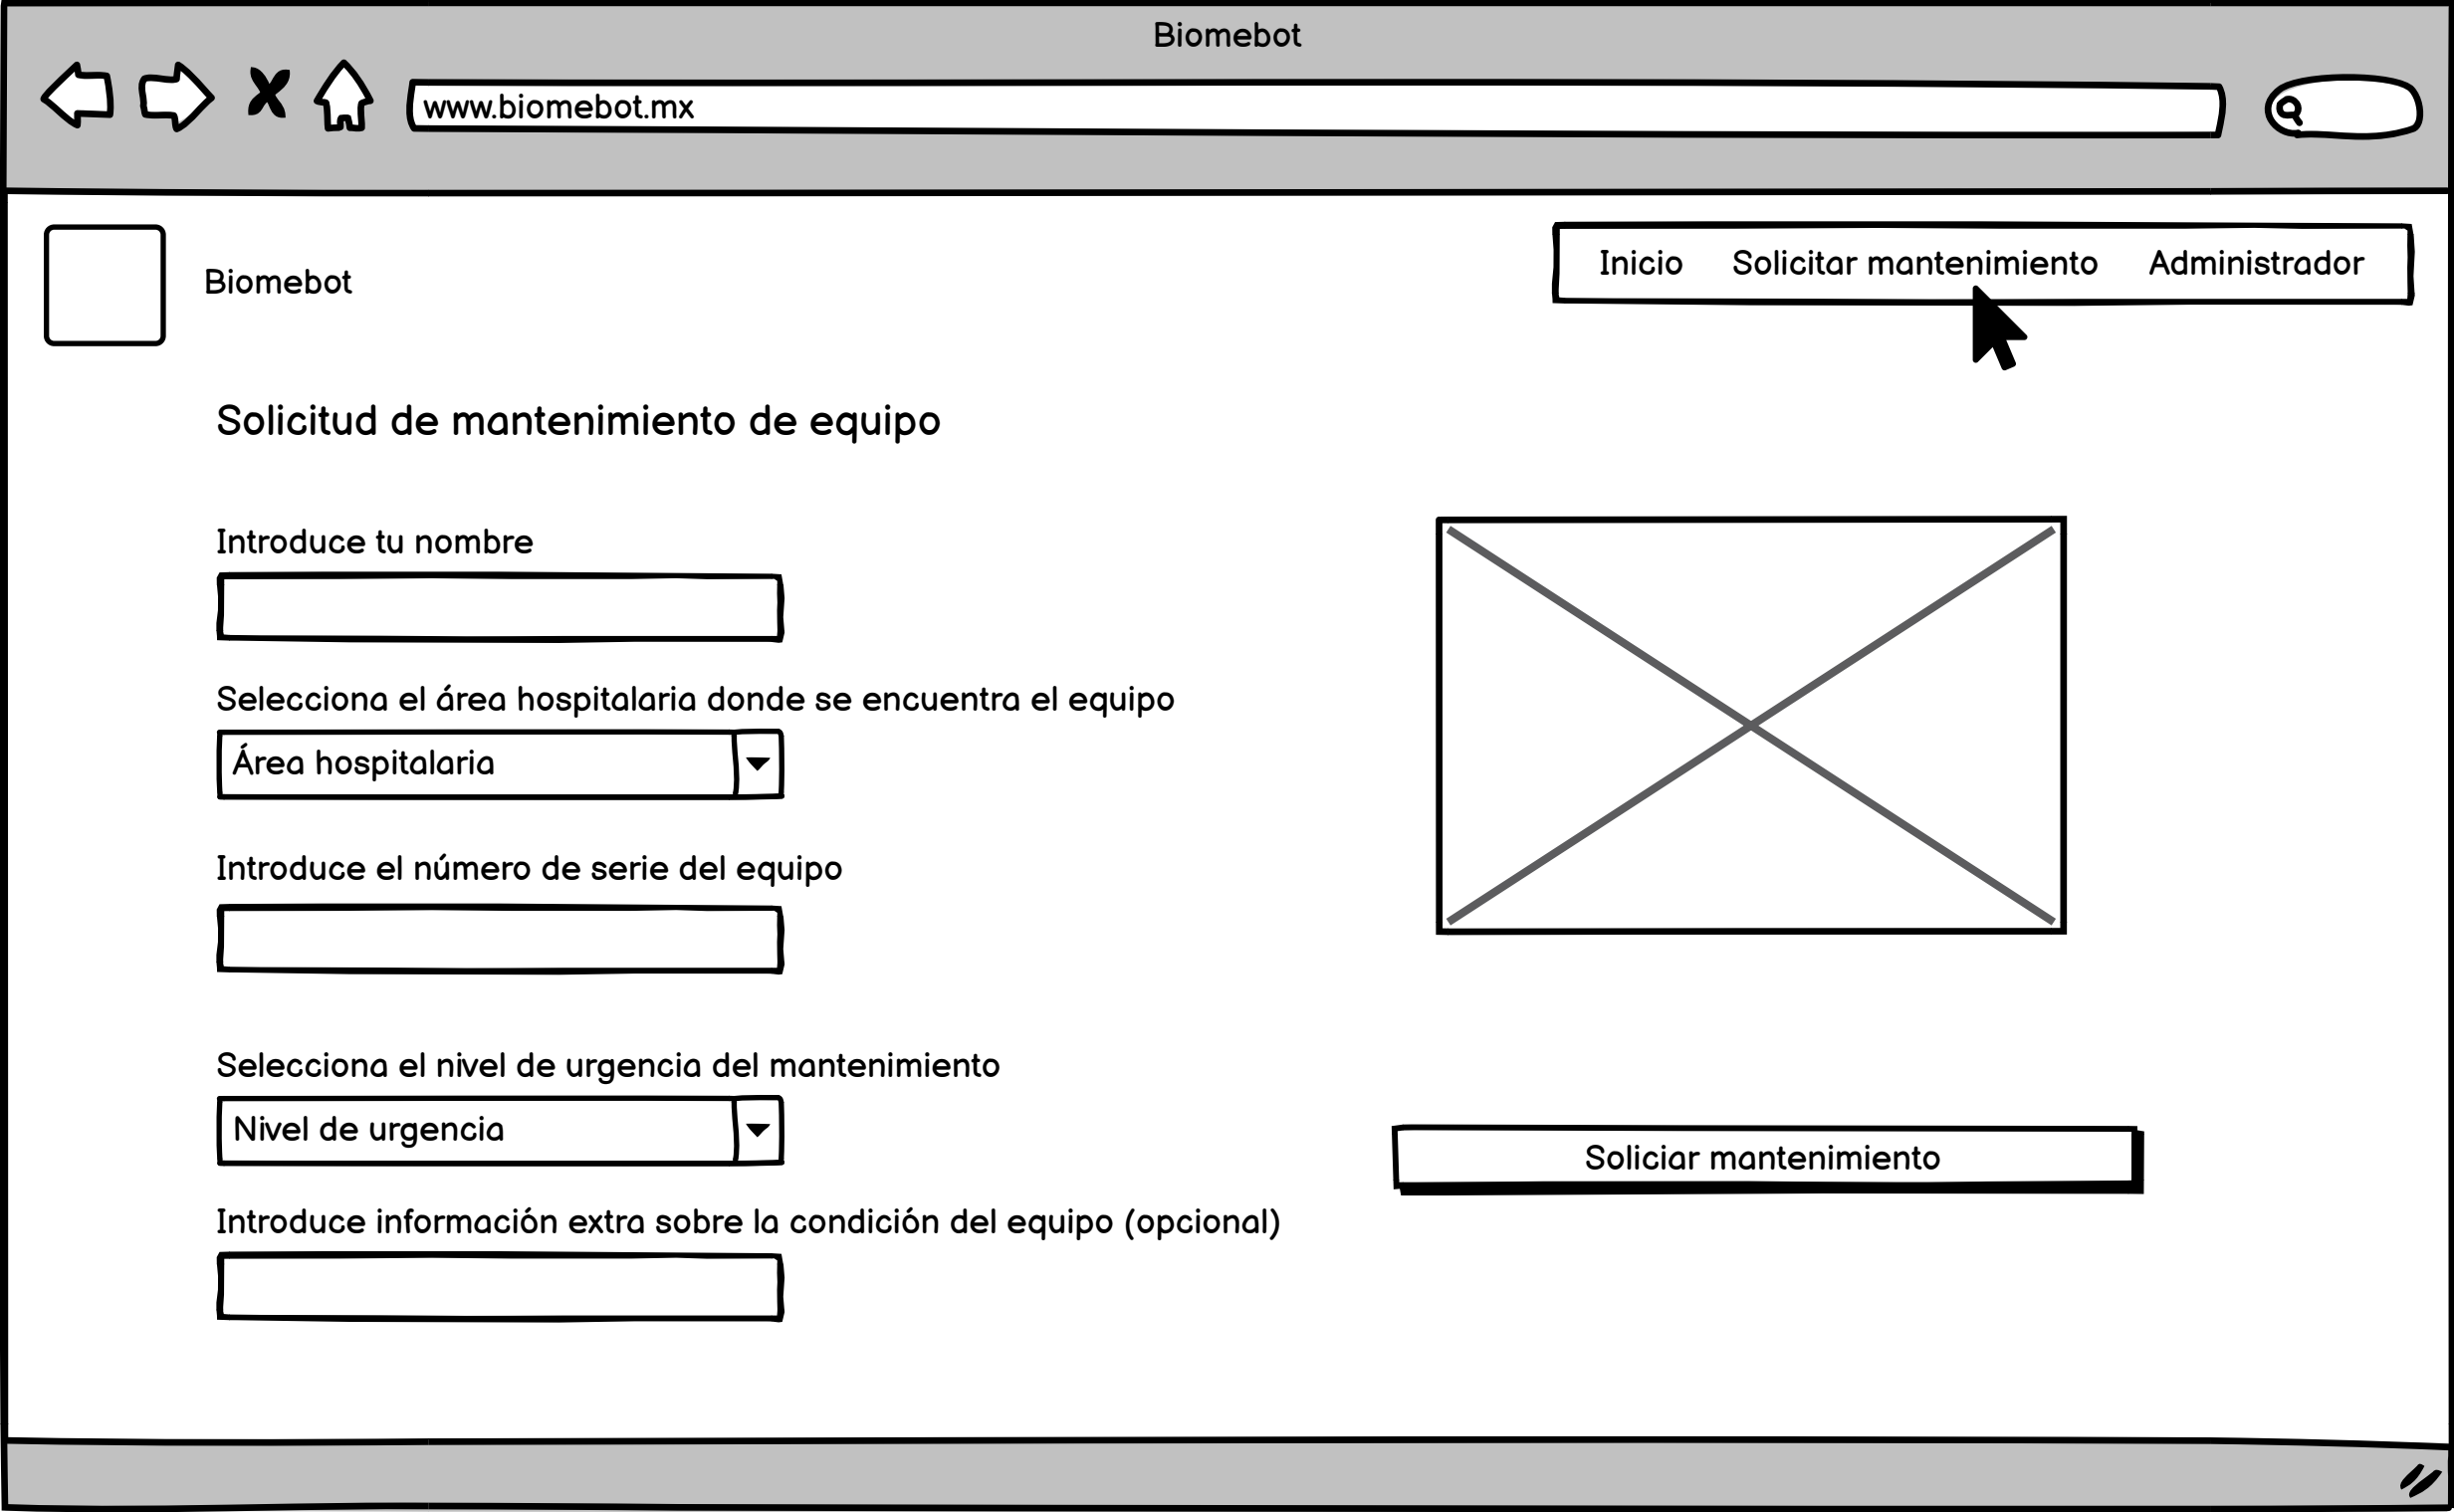 Biomebot
www.biomebot.mx
Biomebot
Inicio Solicitar mantenimiento Administrador
Solicitud de mantenimiento de equipo
Introduce tu nombre
Selecciona el área hospitalaria donde se encuentra el equipo
Área hospitalaria
Introduce el número de serie del equipo
Selecciona el nivel de urgencia del mantenimiento
Nivel de urgencia
Soliciar mantenimiento
Introduce información extra sobre la condición del equipo (opcional)